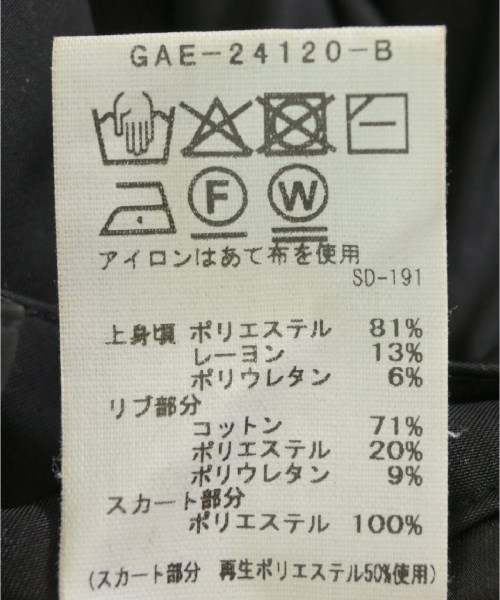 GAE-24120-B
F W
アイロンはあて布を使用
SD-191
上身頃 ポリエステル 81%
レーヨン 13%
ポリウレタン 6%
リブ部分
コットン 71%
ポリエステル 20%
ポリウレタン 9%
スカート部分
ポリエステル 100%
(スカート部分 再生ポリエステル50%使用)